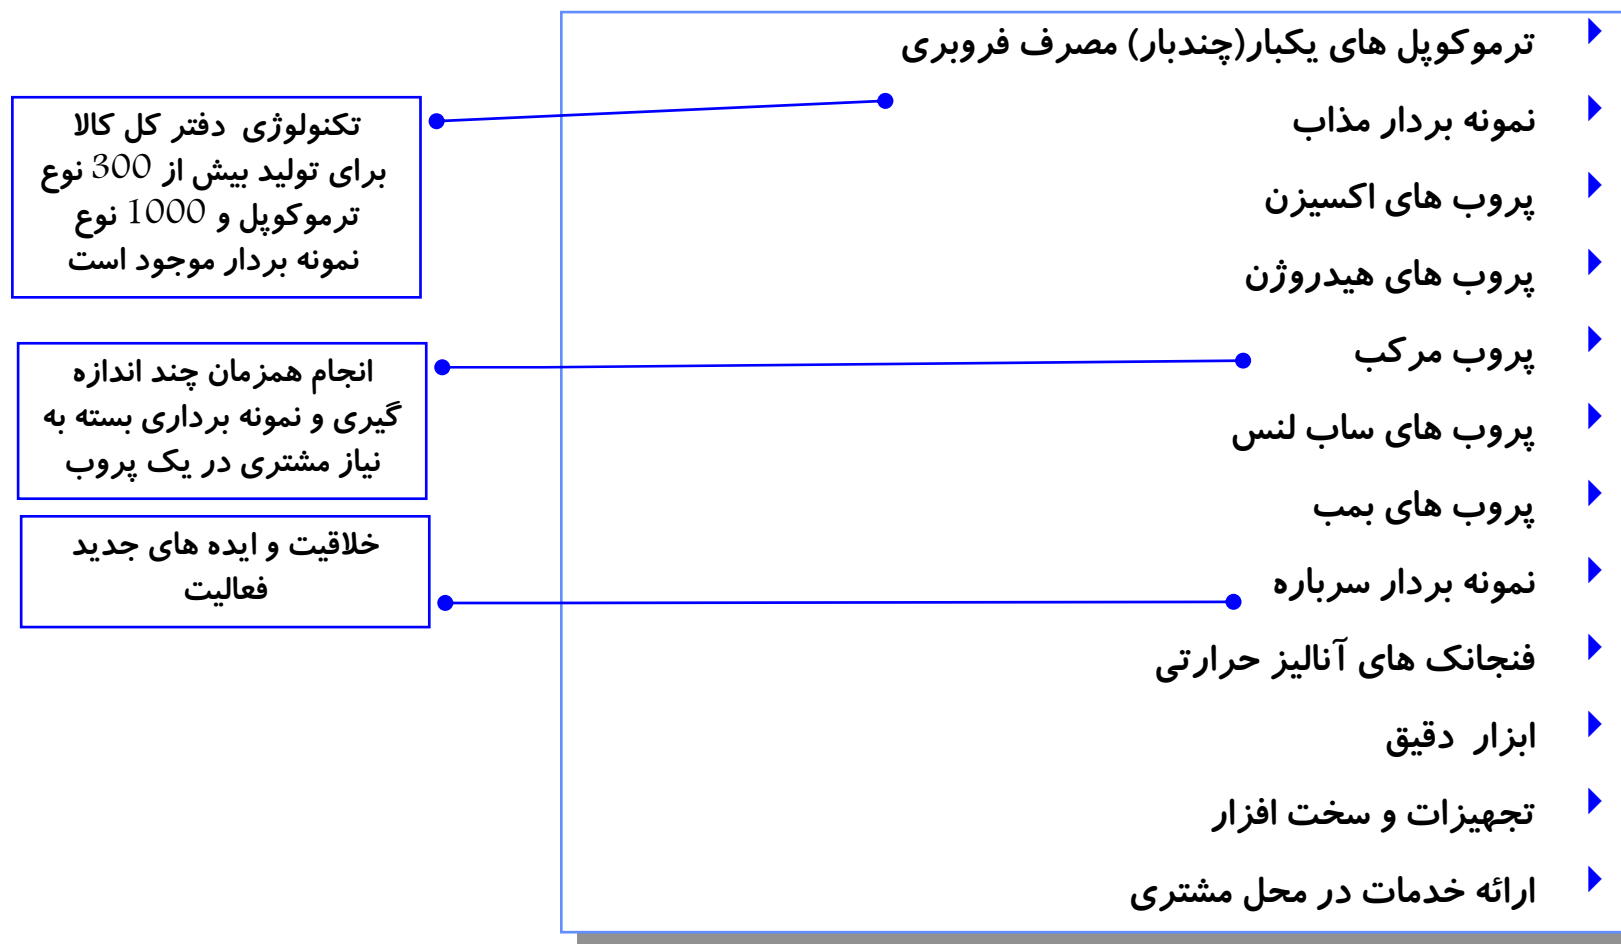 ترموکوپل های یکبار(چندبار) مصرف فروبری
نمونه بردار مذاب
پروب های اکسیزن
پروب های هیدروژن
پروب مرکب
پروب های ساب لنس
پروب های بمب
نمونه بردار سرباره
فنجانک های آنالیز حرارتی
ابزار دقیق
تجهیزات و سخت افزار
ارائه خدمات در محل مشتری
تکنولوژی دفتر کل کالا
برای تولید بیش از 300 نوع
ترموکوپل و 1000 نوع
نمونه بردار موجود است
انجام همزمان چند اندازه
گیری و نمونه برداری بسته به
نیاز مشتری در یک پروب
خلاقیت و ایده های جدید
فعالیت